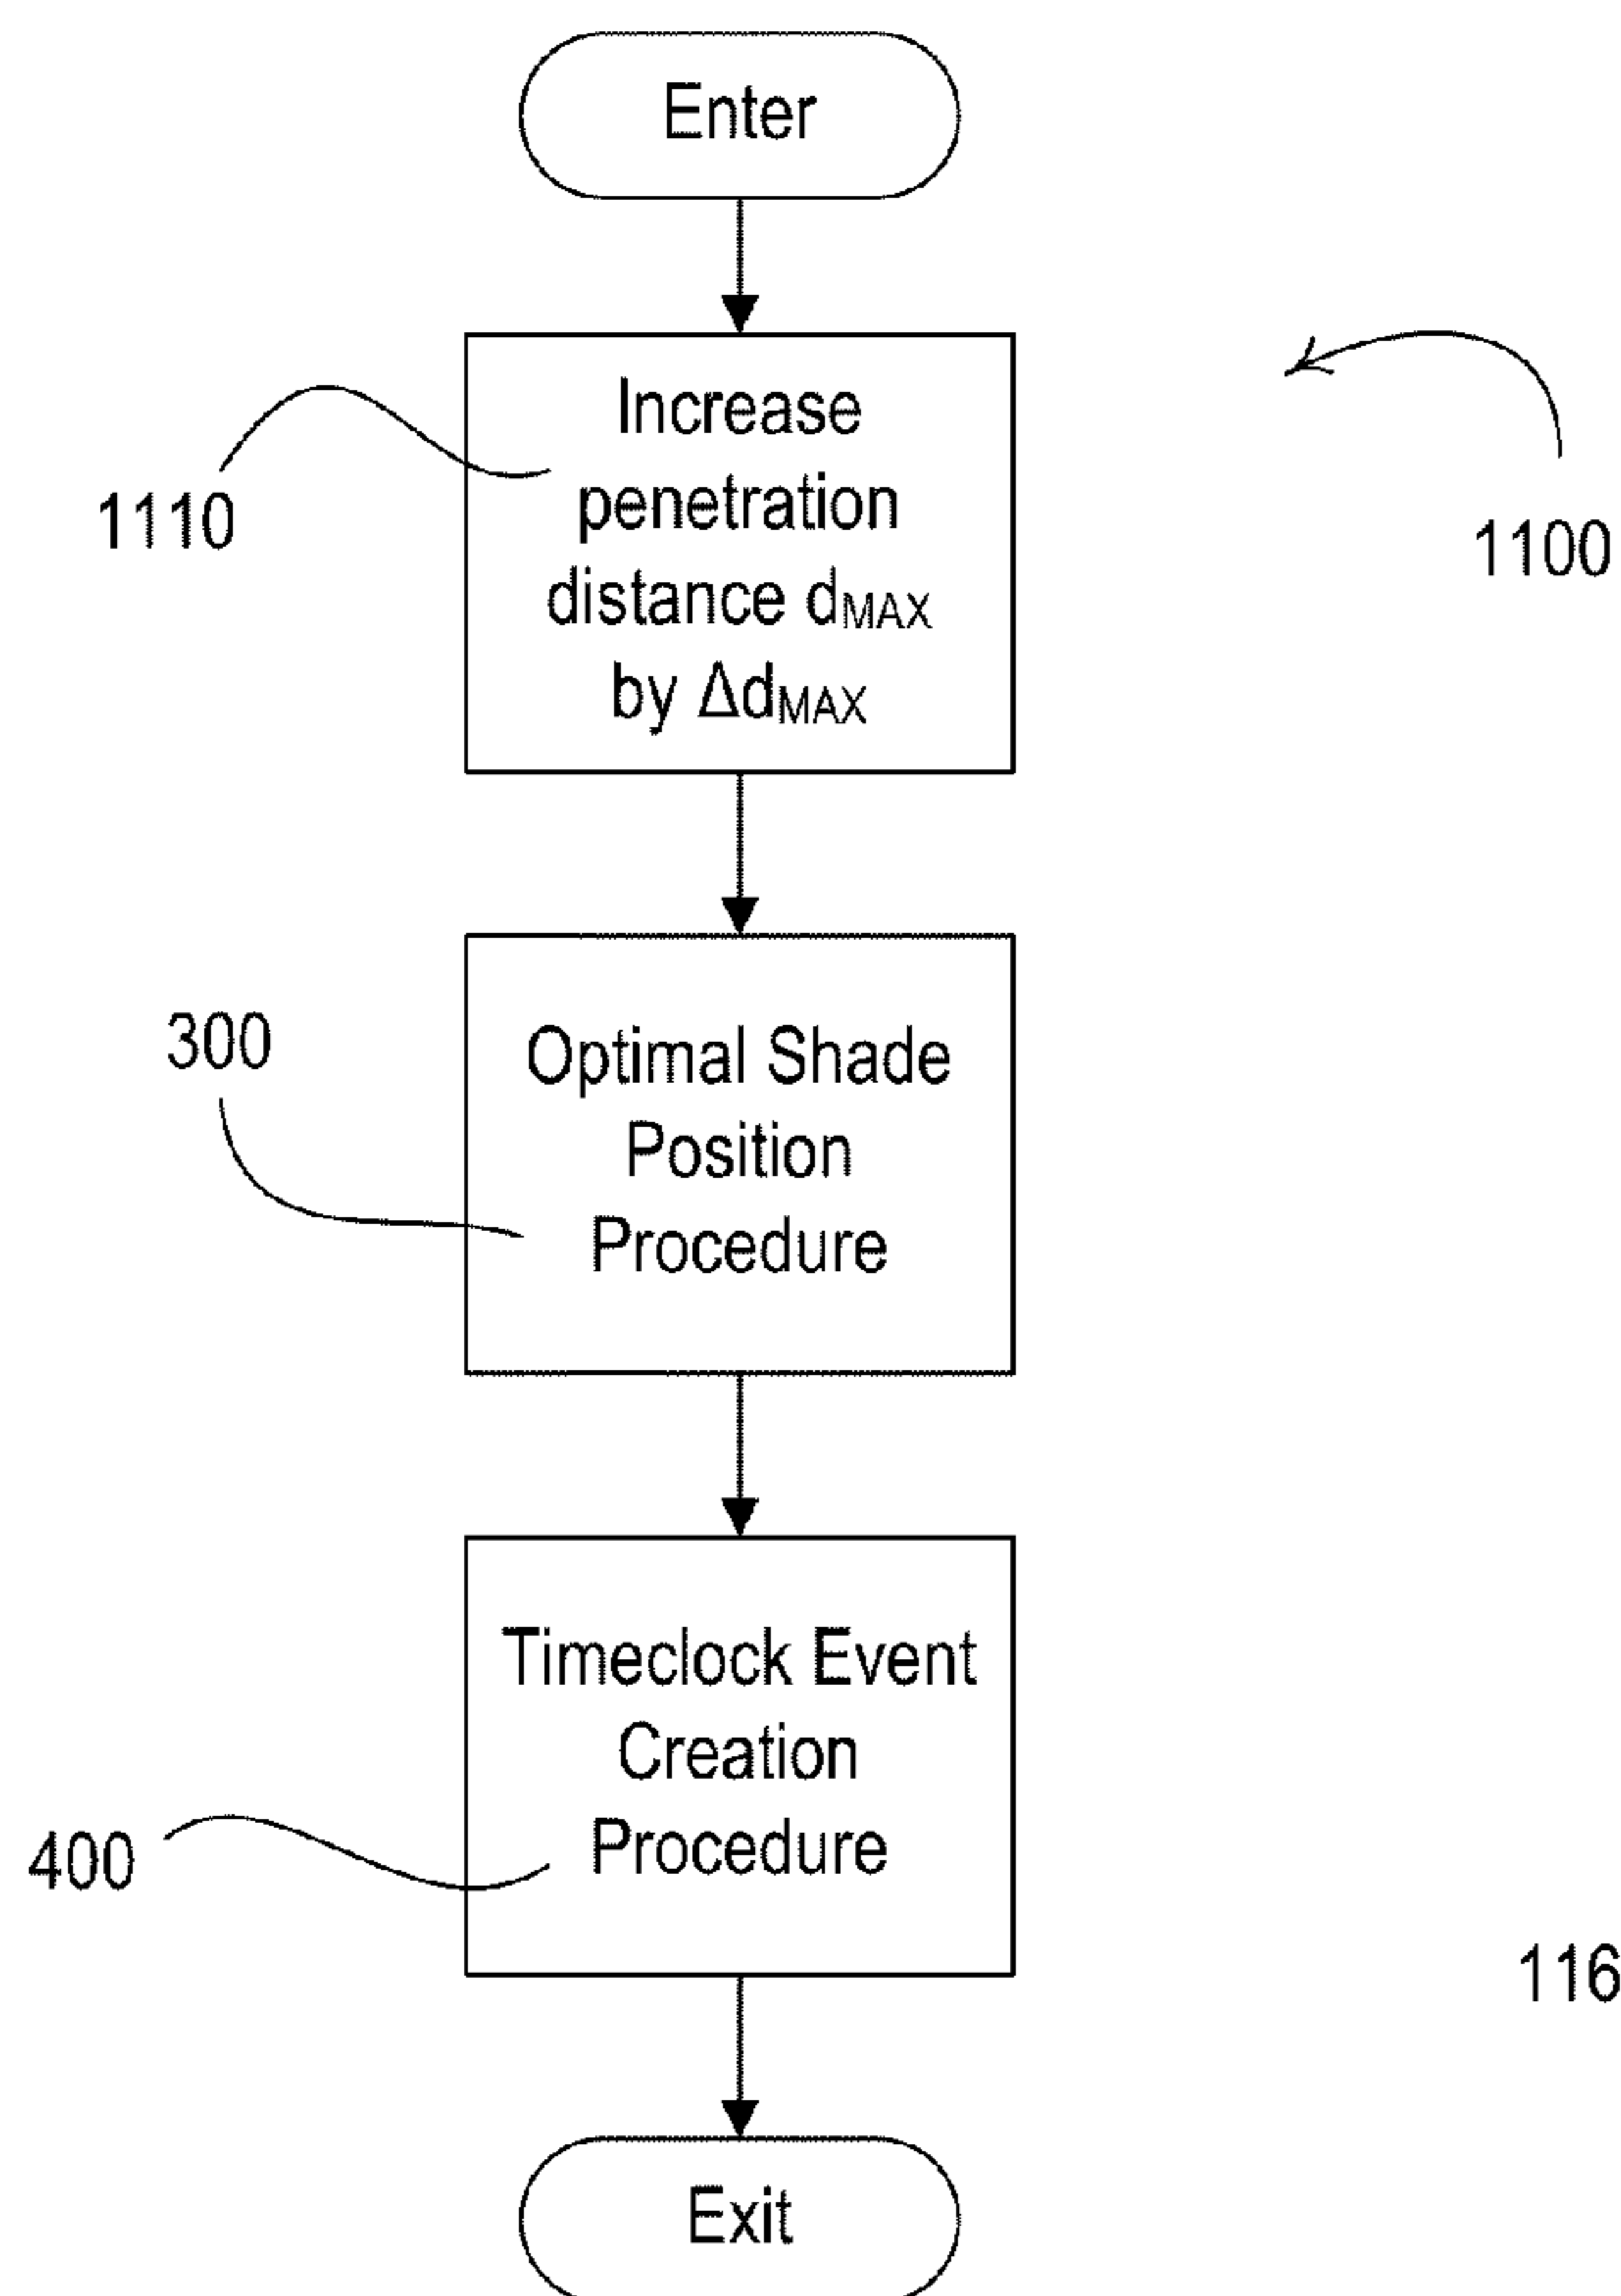 Enter
Increase
penetration
distance dMAX
by ΔdMAX
1110
1100
Optimal Shade
Position
Procedure
300
Timeclock Event
Creation
Procedure
400
116
Exit